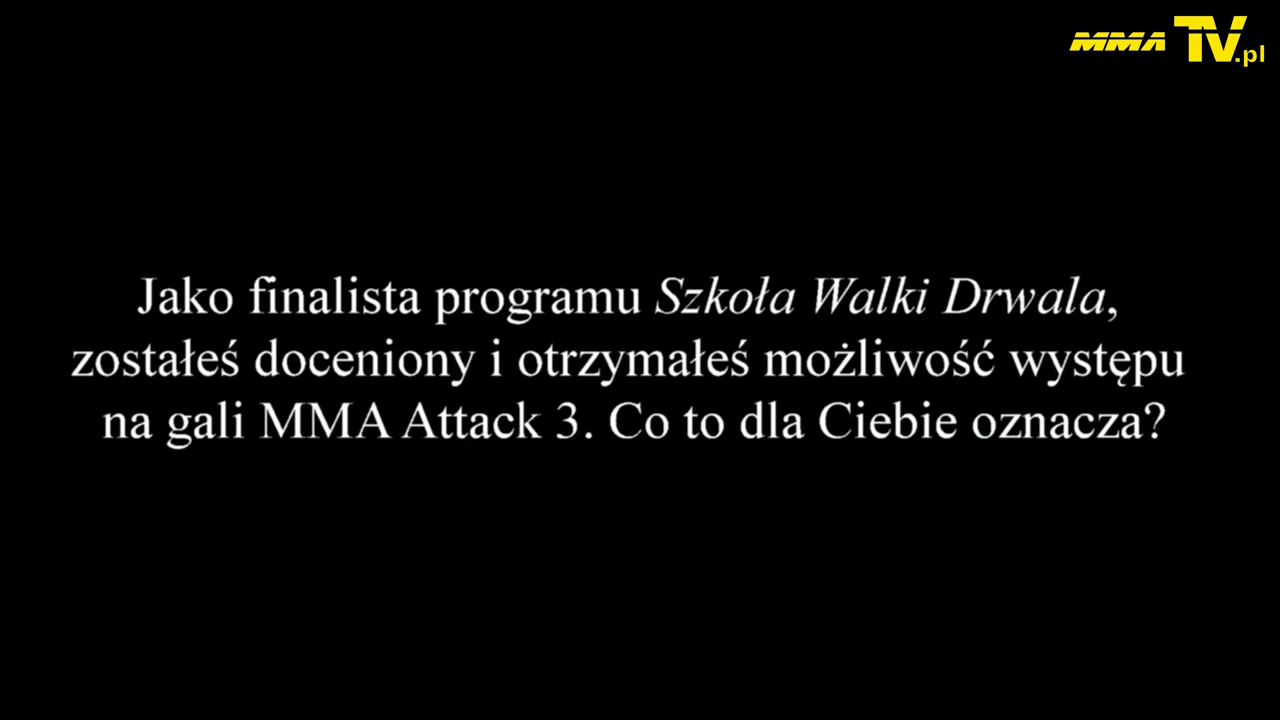 MMA TV.pl
Jako finalista programu Szkoła Walki Drwala,
zostałeś doceniony i otrzymałeś możliwość występu
na gali MMA Attack 3. Co to dla Ciebie oznacza?